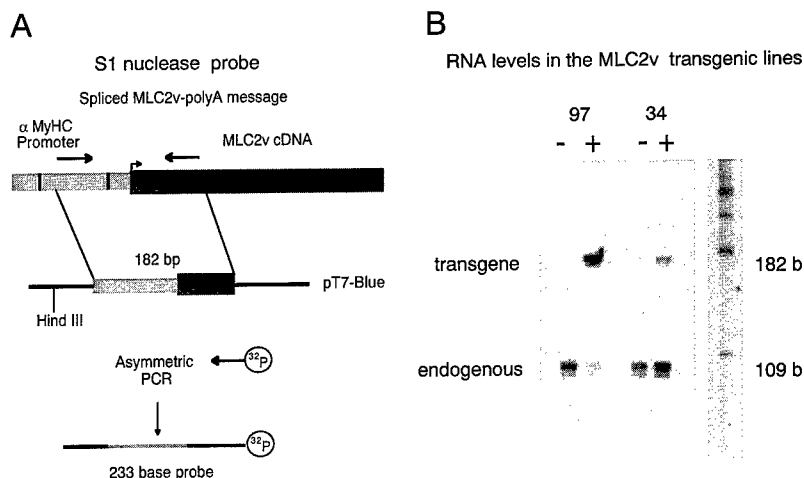 A
S1 nuclease probe
Spliced MLC2v-polyA message
α MyHC
Promoter
MLC2v cDNA
182 bp
pT7-Blue
Hind III
Asymmetric
PCR
32P
32P
233 base probe
B
RNA levels in the MLC2v transgenic lines
97 34
- + - +
transgene
182 b
endogenous
109 b